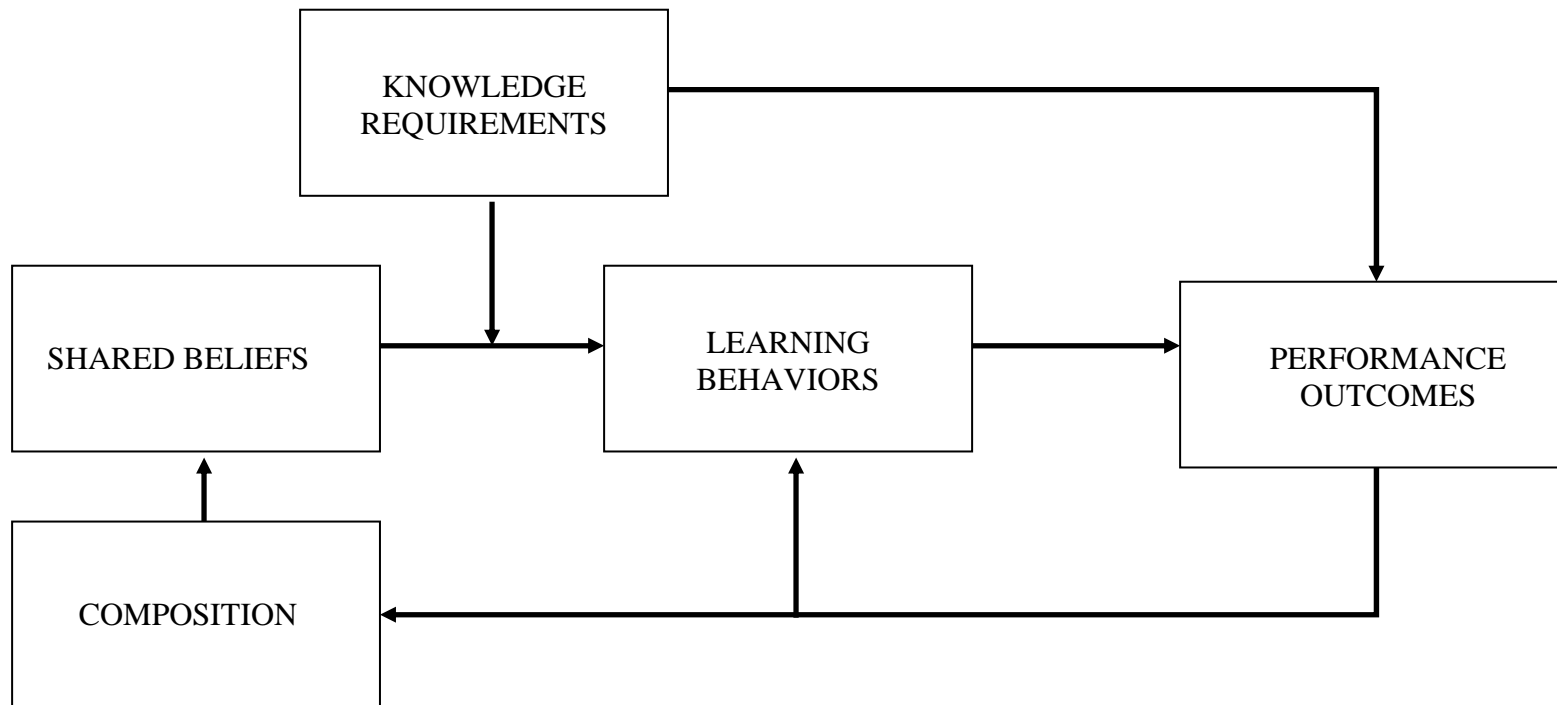 KNOWLEDGE
REQUIREMENTS
SHARED BELIEFS
LEARNING
BEHAVIORS
PERFORMANCE
OUTCOMES
COMPOSITION